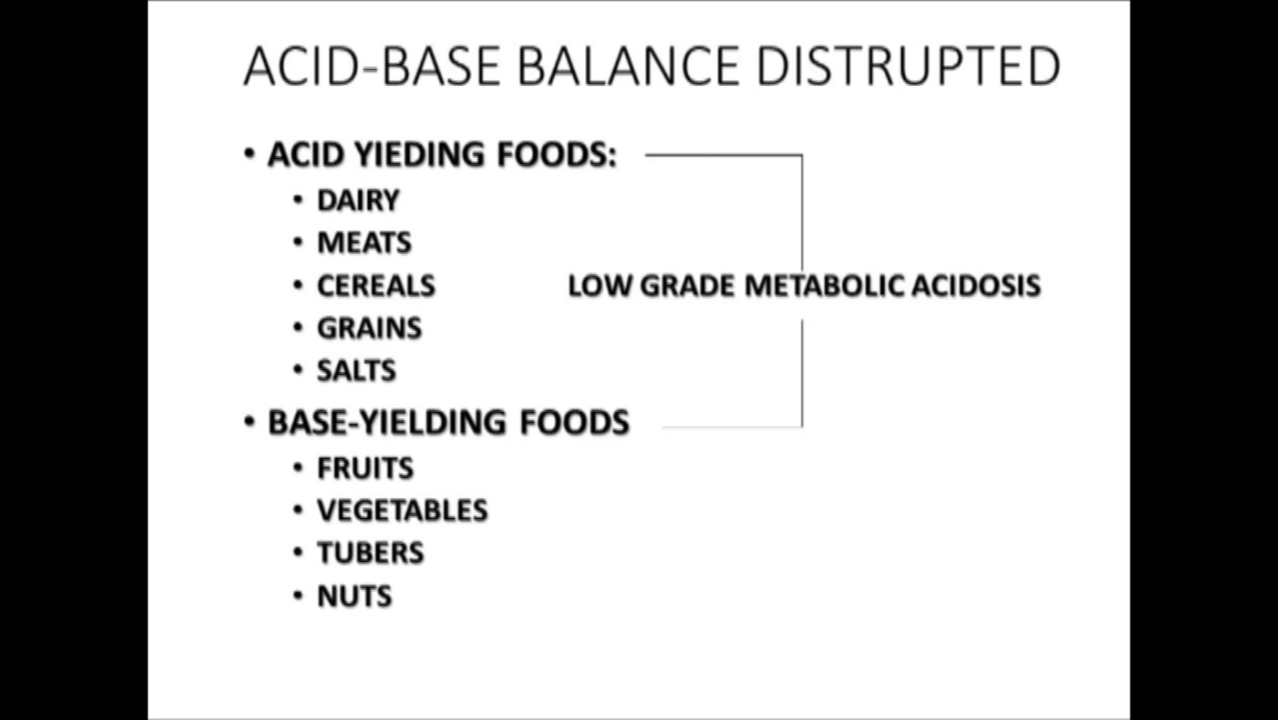 ACID-BASE BALANCE DISTRUPTED
• ACID YIEDING FOODS:
• DAIRY
• MEATS
• CEREALS
LOW GRADE METABOLIC ACIDOSIS
• GRAINS
• SALTS
• BASE-YIELDING FOODS
• FRUITS
• VEGETABLES
• TUBERS
• NUTS